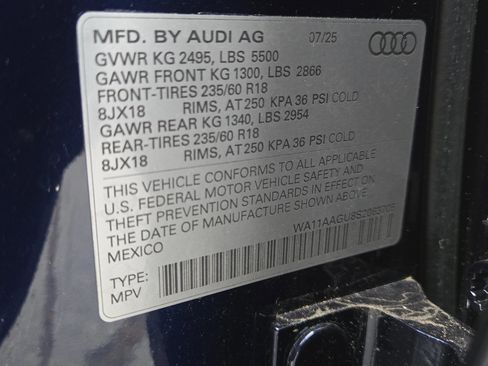 MFD. BY AUDI AG 07/25
GVWR KG 2495, LBS 5500
GAWR FRONT KG 1300, LBS 2866
FRONT-TIRES 235/60 R18
8JX18 RIMS, AT 250 KPA 36 PSI COLD
GAWR REAR KG 1340, LBS 2954
REAR-TIRES 235/60 R18
8JX18 RIMS, AT 250 KPA 36 PSI COLD
THIS VEHICLE CONFORMS TO ALL APPLICABLE
U.S. FEDERAL MOTOR VEHICLE SAFETY AND
THEFT PREVENTION STANDARDS IN EFFECT ON
THE DATE OF MANUFACTURE SHOWN ABOVE.
MEXICO
TYPE:
MPV